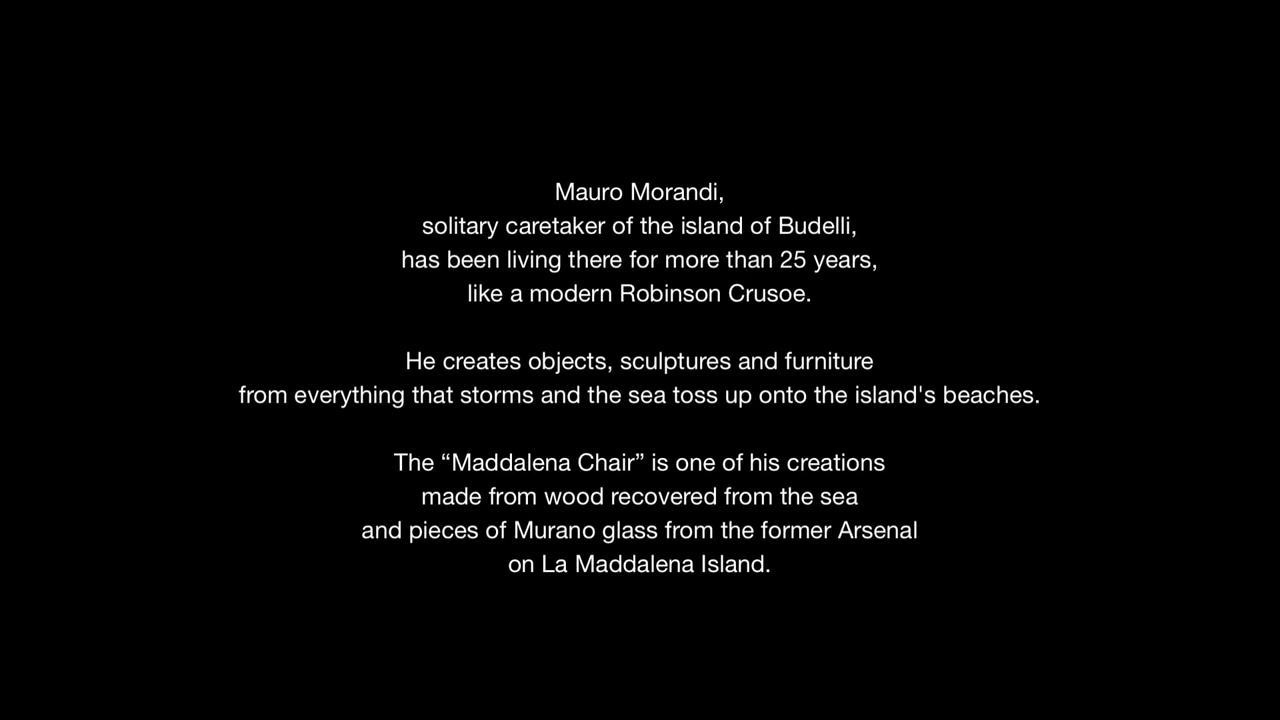 Mauro Morandi,
solitary caretaker of the island of Budelli,
has been living there for more than 25 years,
like a modern Robinson Crusoe.
He creates objects, sculptures and furniture
from everything that storms and the sea toss up onto the island's beaches.
The “Maddalena Chair” is one of his creations
made from wood recovered from the sea
and pieces of Murano glass from the former Arsenal
on La Maddalena Island.